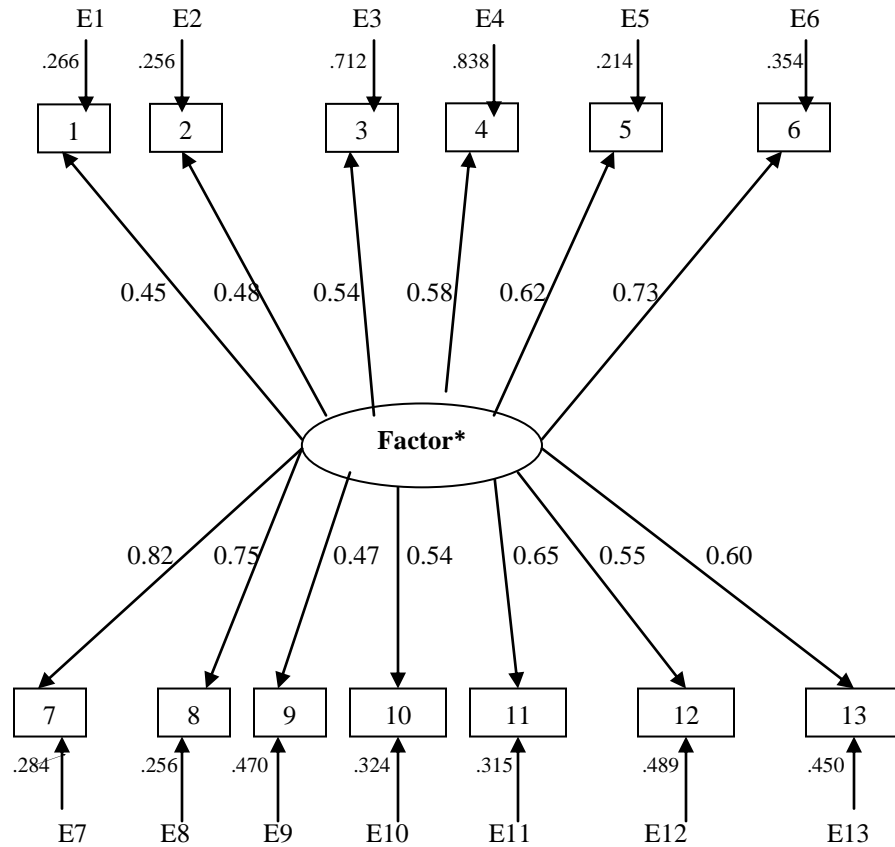 E1 E2 E3 E4 E5 E6
.266 .256 .712 .838 .214 .354
1 2 3 4 5 6
0.45 0.48 0.54 0.58 0.62 0.73
Factor*
0.82 0.75 0.47 0.54 0.65 0.55 0.60
7 8 9 10 11 12 13
.284 .256 .470 .324 .315 .489 .450
E7 E8 E9 E10 E11 E12 E13